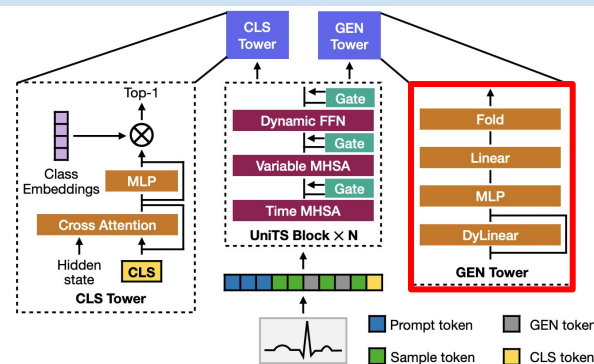 CLS
Tower
GEN
Tower
Top-1
Class
Embeddings
MLP
Cross Attention
Hidden
state
CLS
CLS Tower
Gate
Dynamic FFN
Gate
Variable MHSA
Gate
Time MHSA
UniTS Block × N
Fold
Linear
MLP
DyLinear
GEN Tower
Prompt token
GEN token
Sample token
CLS token